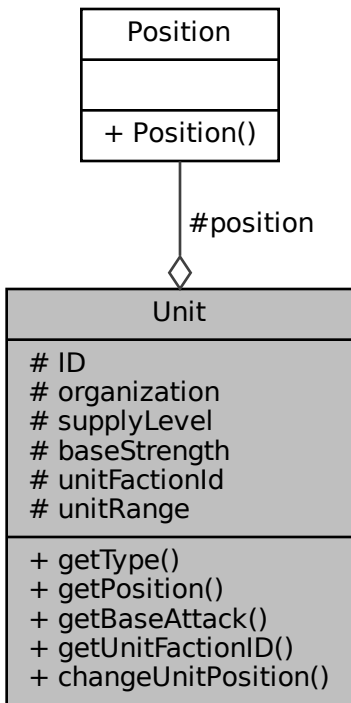 Position
+ Position()
#position
Unit
# ID
# organization
# supplyLevel
# baseStrength
# unitFactionId
# unitRange
+ getType()
+ getPosition()
+ getBaseAttack()
+ getUnitFactionID()
+ changeUnitPosition()